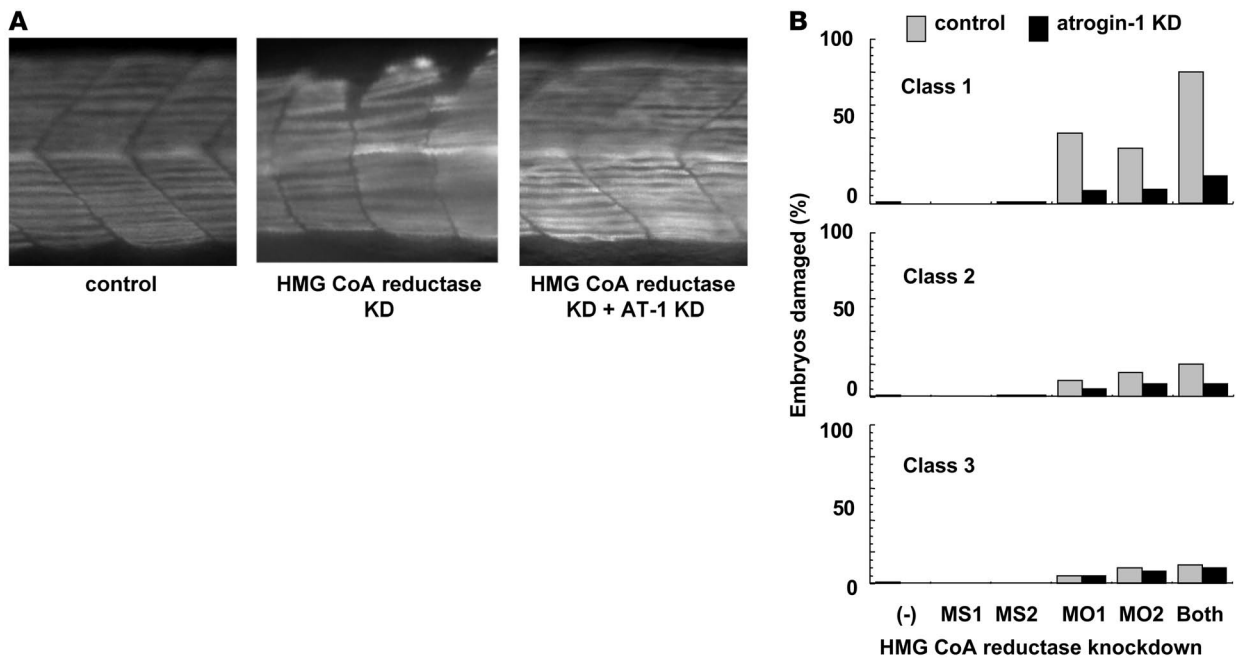 A
control
HMG CoA reductase
KD
HMG CoA reductase
KD + AT-1 KD
B
control
atrogin-1 KD
Embryos damaged (%)
100
Class 1
50
0
100
Class 2
50
0
100
Class 3
50
0
(-) MS1 MS2 MO1 MO2 Both
HMG CoA reductase knockdown